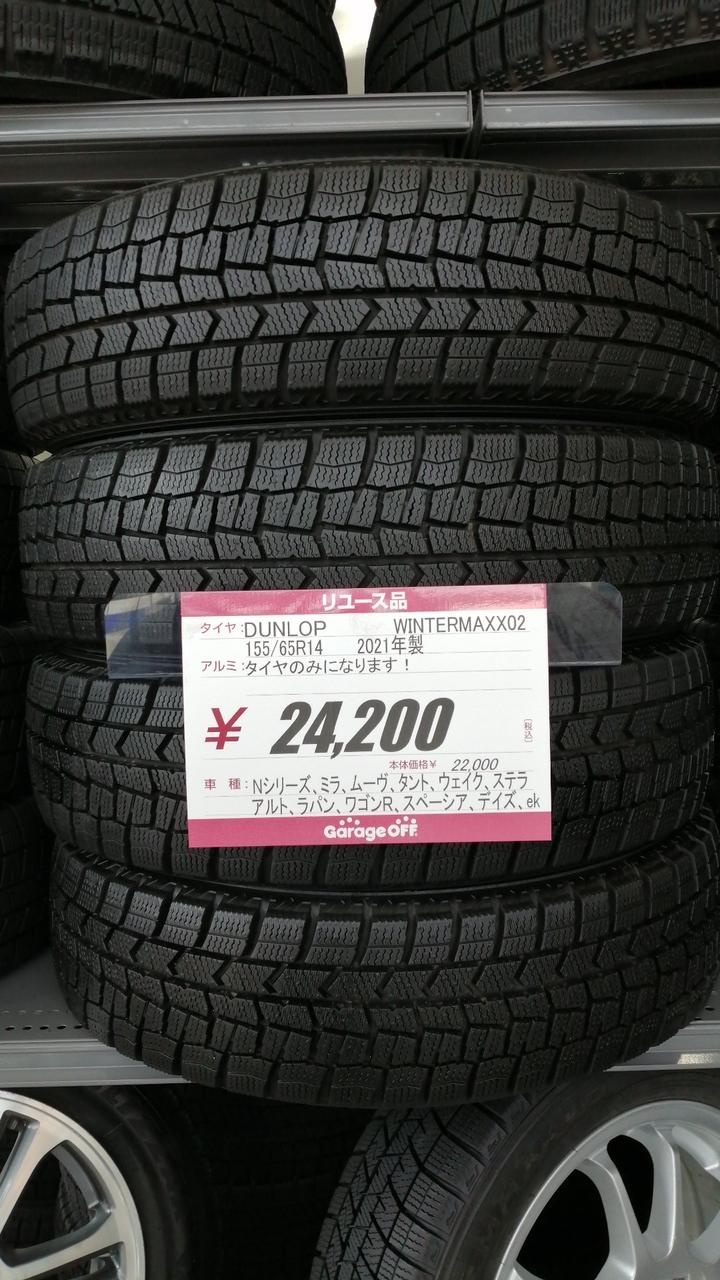 リユース品
タイヤ:DUNLOP WINTERMAXX02
155/65R14 2021年製
アルミ:タイヤのみになります!
¥ 24,200 (税込)
本体価格¥ 22,000
車種:Nシリーズ、ミラ、ムーヴ、タント、ウェイク、ステラ
アルト、ラパン、ワゴンR、スペーシア、デイズ、ek
Garage OFF